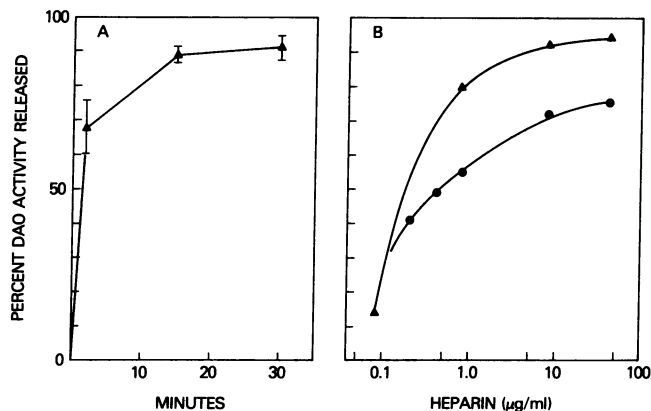 PERCENT DAO ACTIVITY RELEASED
100
50
0
A
10
20
30
MINUTES
B
0.1
1.0
10
100
HEPARIN (μg/ml)